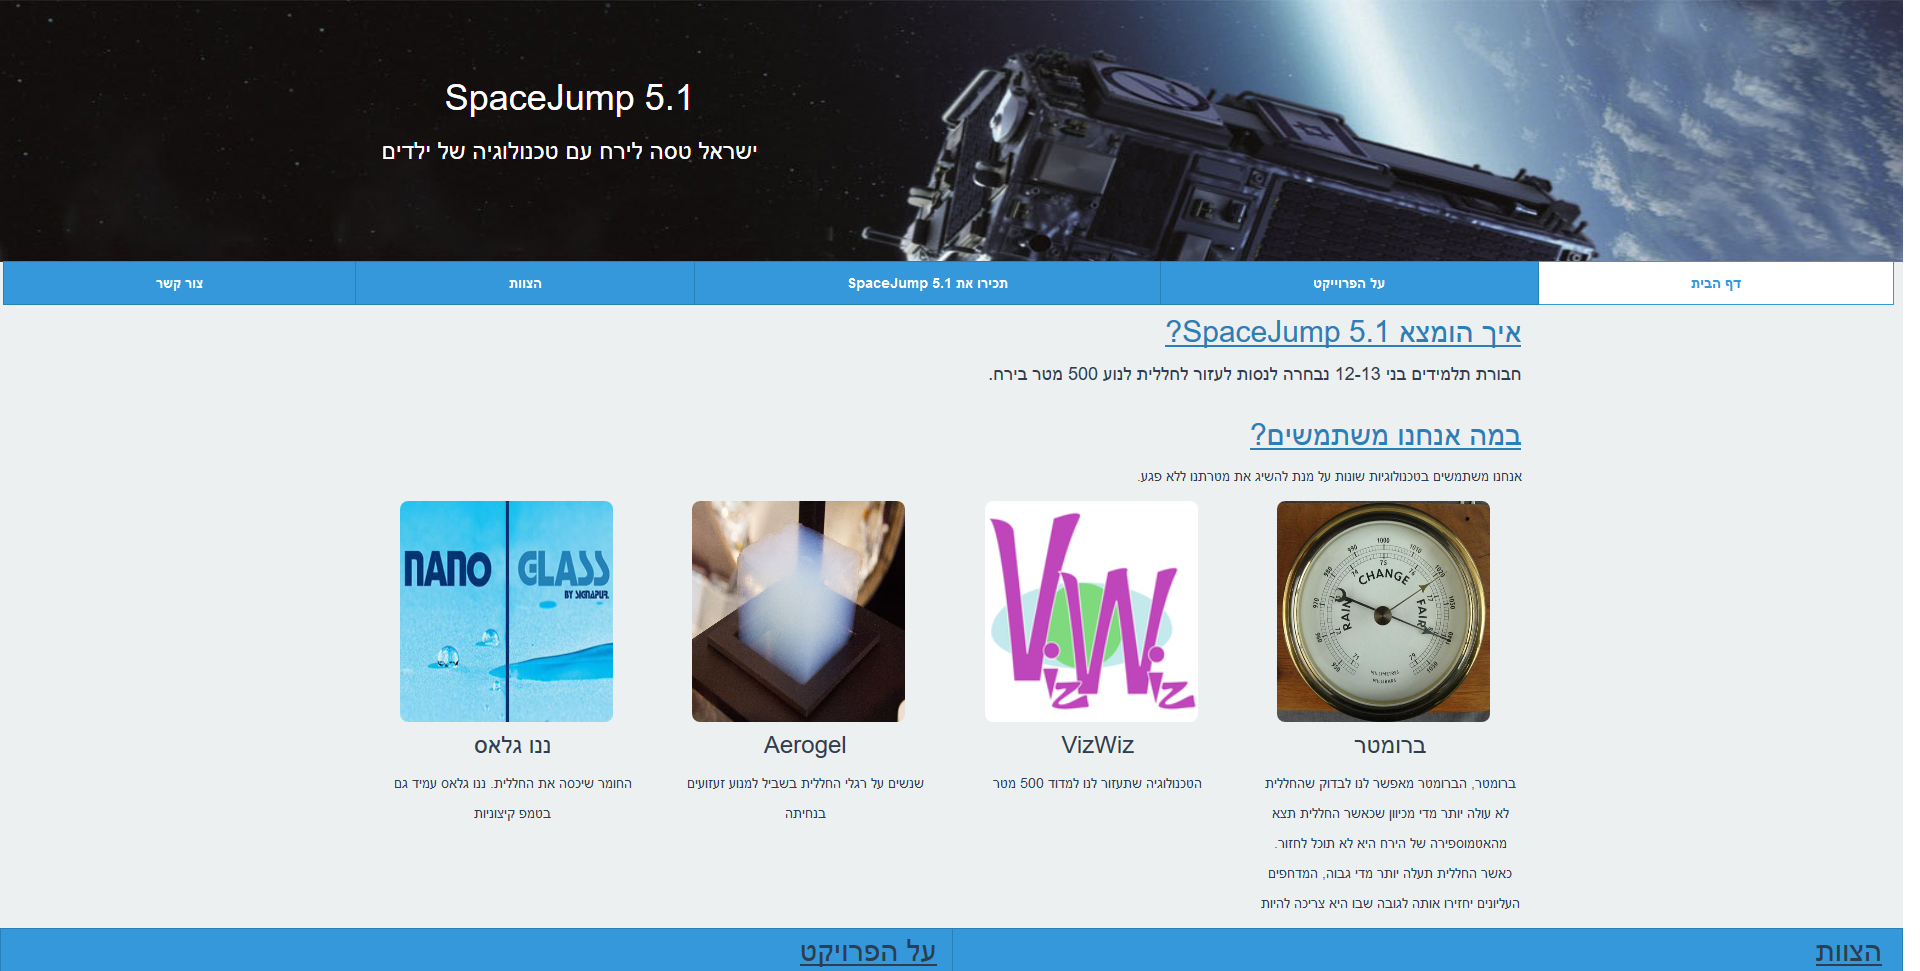 SpaceJump 5.1
ישראל טסה לירח עם טכנולוגיה של ילדים
דף הבית
על הפרוייקט
תכירו את SpaceJump 5.1
הצוות
צור קשר
איך הומצא SpaceJump 5.1?
חבורת תלמידים בני 12-13 נבחרה לנסות לעזור לחללית לנוע 500 מטר בירח.
במה אנחנו משתמשים?
אנחנו משתמשים בטכנולוגיות שונות על מנת להשיג את מטרתנו ללא פגע.
RAIN
CHANGE
FAIR
VizWiz
NANO GLASS
BY SIGNAPUR
ברומטר
ברומטר, הברומטר מאפשר לנו לבדוק שהחללית
לא עולה יותר מדי מכיוון שכאשר החללית תצא
מהאטמוספירה של הירח היא לא תוכל לחזור.
כאשר החללית תעלה יותר מדי גבוה, המדחפים
העליונים יחזירו אותה לגובה שבו היא צריכה להיות
VizWiz
הטכנולוגיה שתעזור לנו למדוד 500 מטר
Aerogel
שנשים על רגלי החללית בשביל למנוע זעזועים
בנחיתה
ננו גלאס
החומר שיכסה את החללית. ננו גלאס עמיד גם
בטמפ קיצוניות
הצוות
על הפרויקט